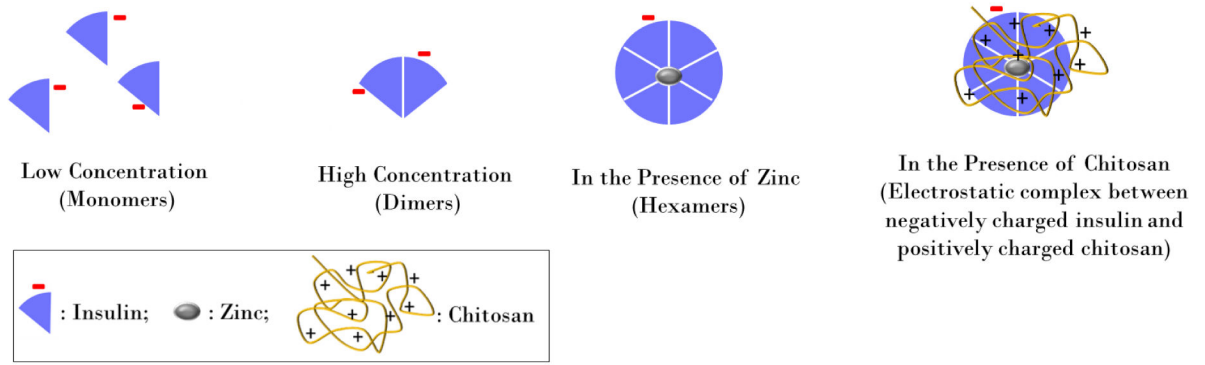 Low Concentration
(Monomers)
High Concentration
(Dimers)
In the Presence of Zinc
(Hexamers)
In the Presence of Chitosan
(Electrostatic complex between
negatively charged insulin and
positively charged chitosan)
: Insulin; : Zinc; : Chitosan